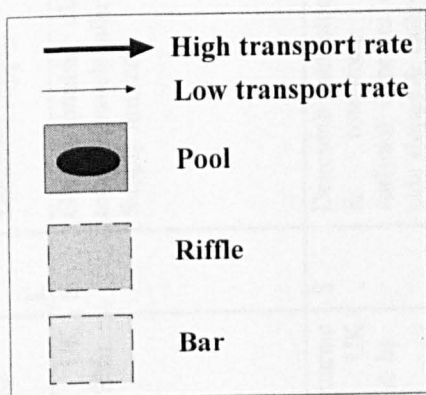 High transport rate
Low transport rate
Pool
Riffle
Bar